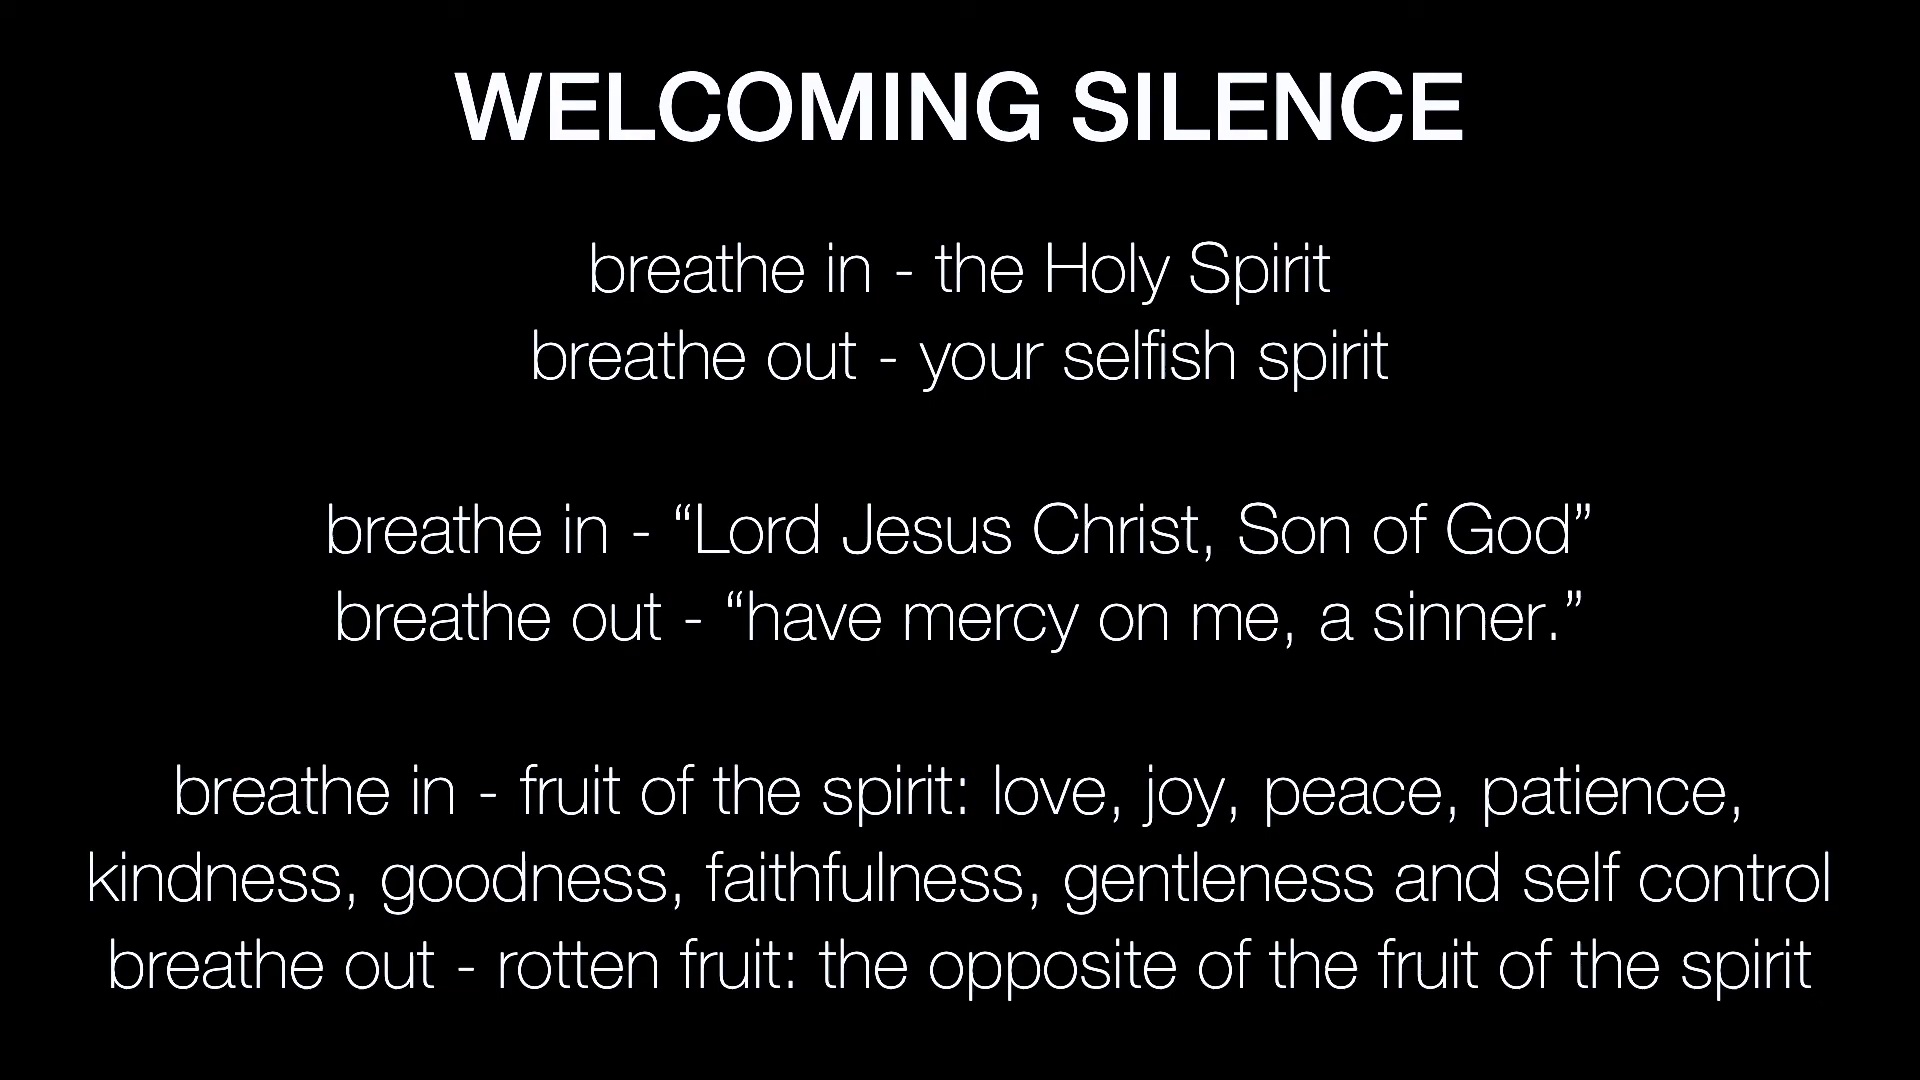 WELCOMING SILENCE
breathe in - the Holy Spirit
breathe out - your selfish spirit
breathe in - “Lord Jesus Christ, Son of God”
breathe out - “have mercy on me, a sinner.”
breathe in - fruit of the spirit: love, joy, peace, patience,
kindness, goodness, faithfulness, gentleness and self control
breathe out - rotten fruit: the opposite of the fruit of the spirit